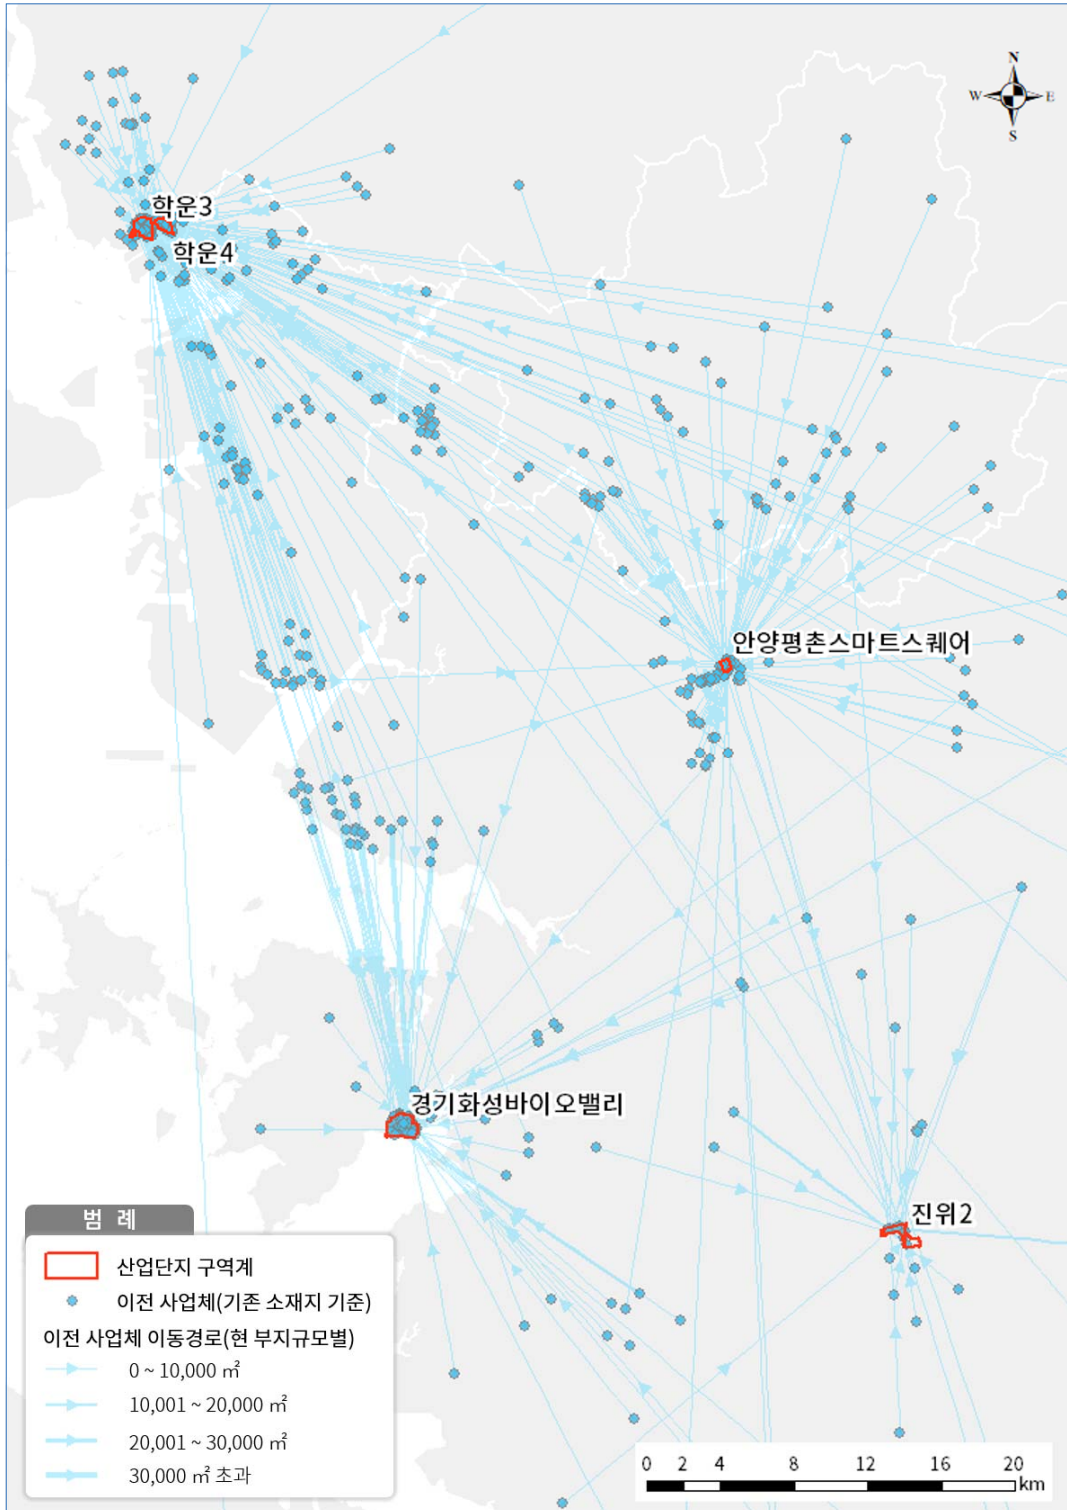 N
W E
S
학운3
학운4
안양평촌스마트스퀘어
경기화성바이오밸리
진위2
범 례
산업단지 구역계
이전 사업체(기존 소재지 기준)
이전 사업체 이동경로(현 부지규모별)
0 ~ 10,000 ㎡
10,001 ~ 20,000 ㎡
20,001 ~ 30,000 ㎡
30,000 ㎡ 초과
0 2 4 8 12 16 20
km